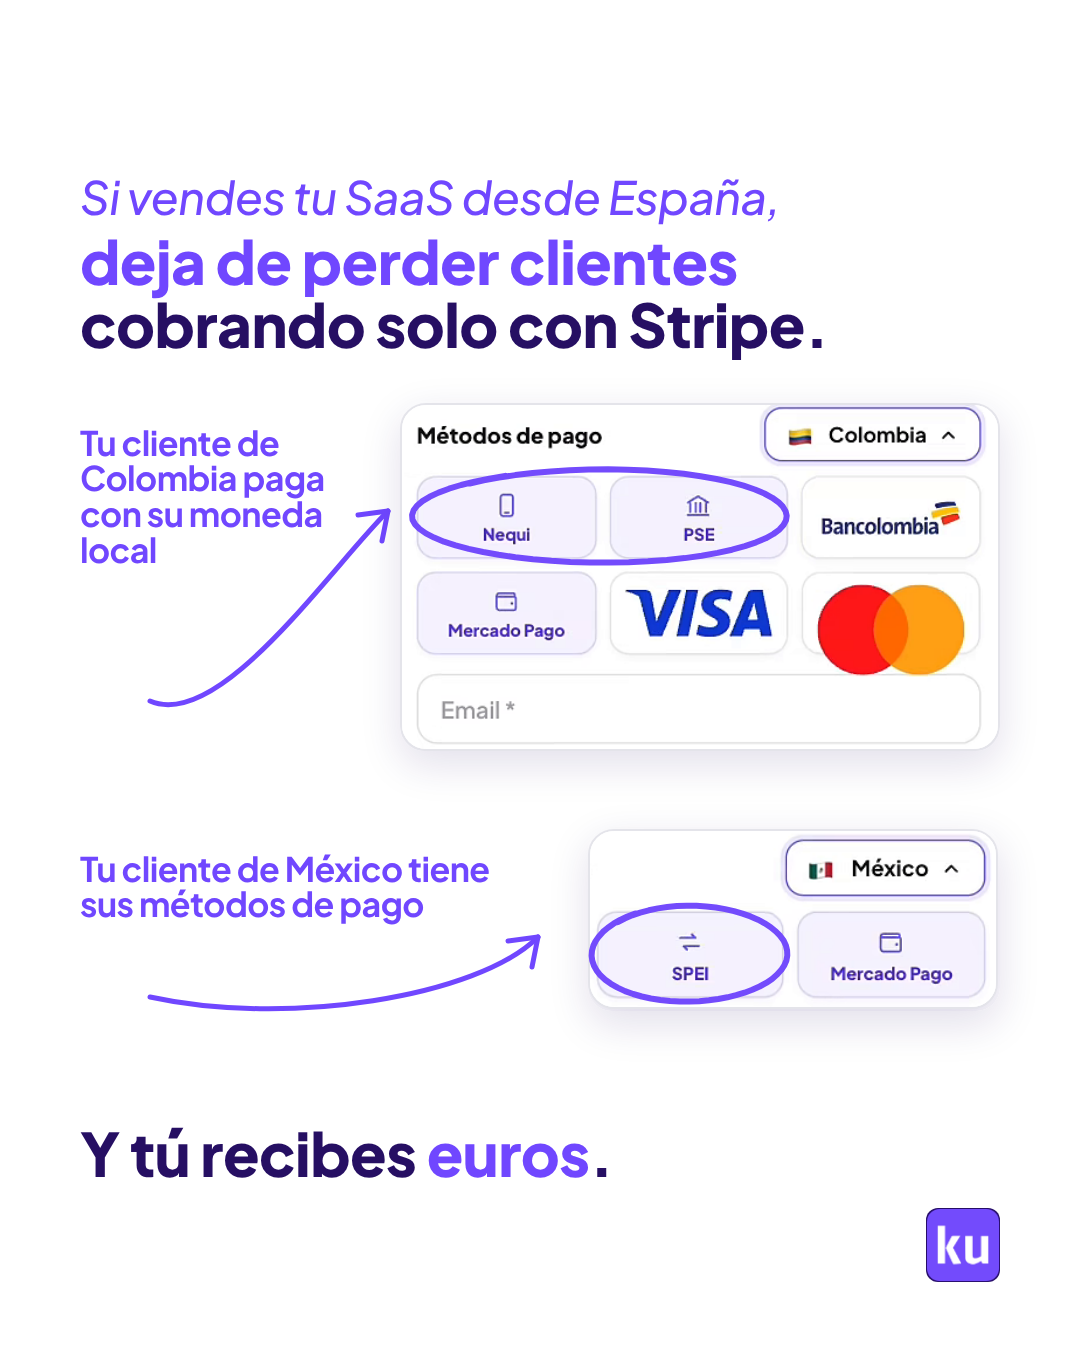 Si vendes tu SaaS desde España,
deja de perder clientes
cobrando solo con Stripe.
Tu cliente de
Colombia paga
con su moneda
local
Métodos de pago
Colombia
Nequi
PSE
Bancolombia
Mercado Pago
VISA
Email *
Tu cliente de México tiene
sus métodos de pago
México
SPEI
Mercado Pago
Y tú recibes euros.
ku